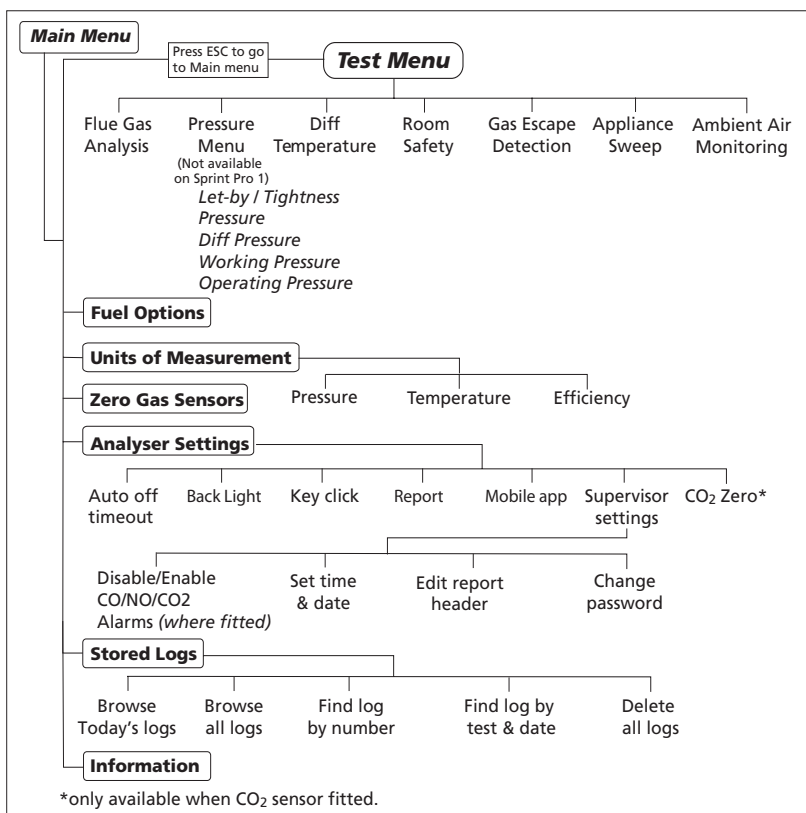 Main Menu
Press ESC to go
to Main menu
Test Menu
Flue Gas
Analysis
Pressure
Menu
(Not available
on Sprint Pro 1)
Let-by / Tightness
Pressure
Diff Pressure
Working Pressure
Operating Pressure
Diff
Temperature
Room
Safety
Gas Escape
Detection
Appliance
Sweep
Ambient Air
Monitoring
Fuel Options
Units of Measurement
Pressure
Temperature
Efficiency
Zero Gas Sensors
Analyser Settings
Auto off
timeout
Back Light
Key click
Report
Mobile app
Supervisor
settings
CO₂ Zero*
Disable/Enable
CO/NO/CO2
Alarms (where fitted)
Set time
& date
Edit report
header
Change
password
Stored Logs
Browse
Today's logs
Browse
all logs
Find log
by number
Find log by
test & date
Delete
all logs
Information
*only available when CO₂ sensor fitted.